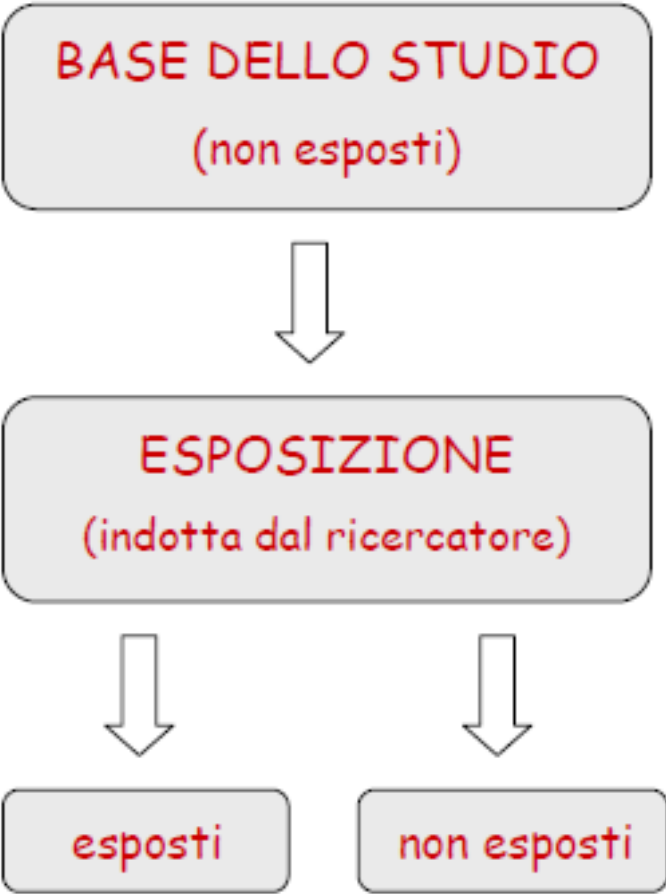 BASE DELLO STUDIO
(non esposti)
ESPOSIZIONE
(indotta dal ricercatore)
esposti
non esposti